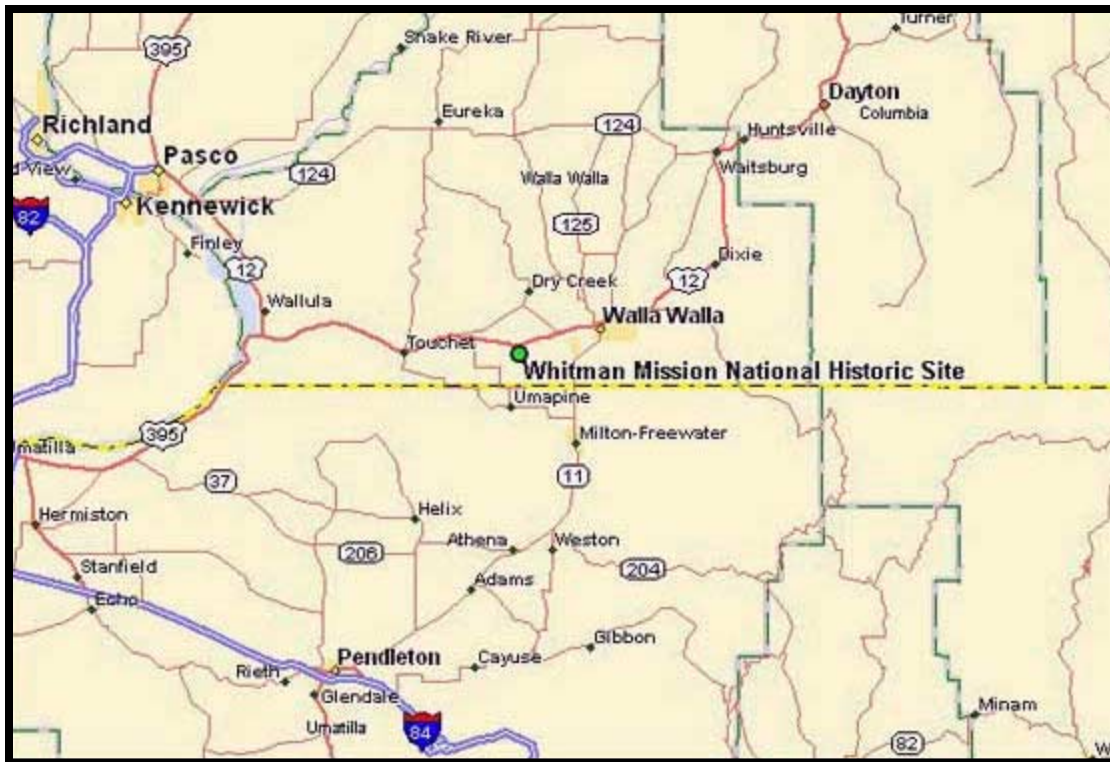 Turner
395
Snake River
Dayton
Columbia
Eureka
124
Huntsville
Richland
Waitsburg
Pasco
View
124
Walla Walla
82
Kennewick
125
Finley
12
Dixie
12
Dry Creek
Wallula
Walla Walla
Touchet
Whitman Mission National Historic Site
Umapine
395
Milton-Freewater
matilla
37
11
Hermiston
Helix
206
Athena
Weston
Stanfield
204
Adams
Echo
Gibbon
Pendleton
Cayuse
Rieth
Glendale
Minam
Umatilla
84
82
W